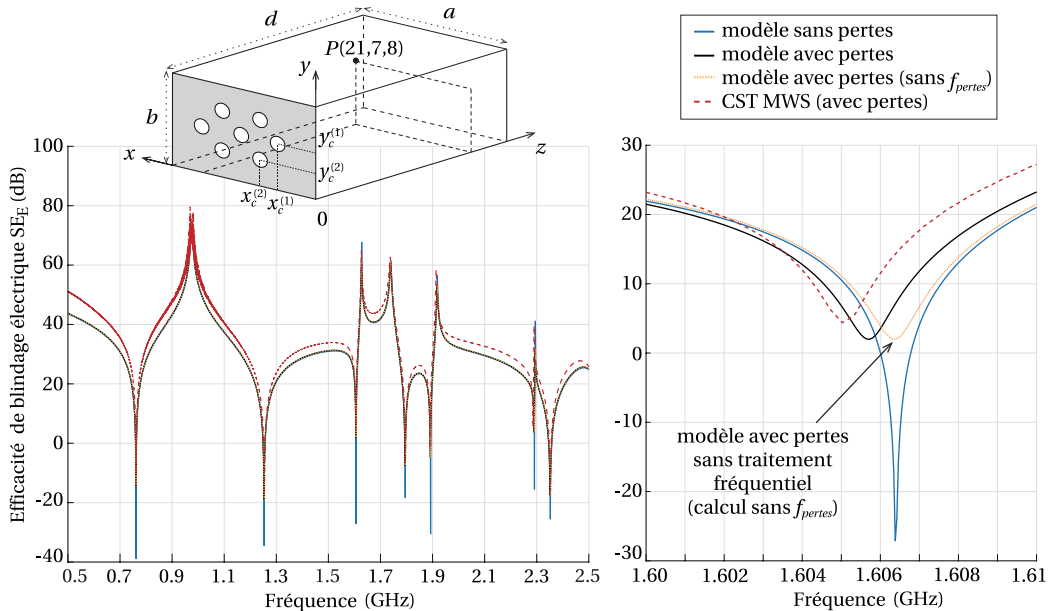 d
a
P(21,7,8)
y
b
x
z
y_c^(1)
y_c^(2)
x_c^(2) x_c^(1)
0
modèle sans pertes
modèle avec pertes
modèle avec pertes (sans f_pertes)
CST MWS (avec pertes)
Efficacité de blindage électrique SE_E (dB)
100
80
60
40
20
0
-20
-40
0.5 0.7 0.9 1.1 1.3 1.5 1.7 1.9 2.1 2.3 2.5
Fréquence (GHz)
30
20
10
0
-10
-20
-30
modèle avec pertes
sans traitement
fréquentiel
(calcul sans f_pertes)
1.60 1.602 1.604 1.606 1.608 1.61
Fréquence (GHz)